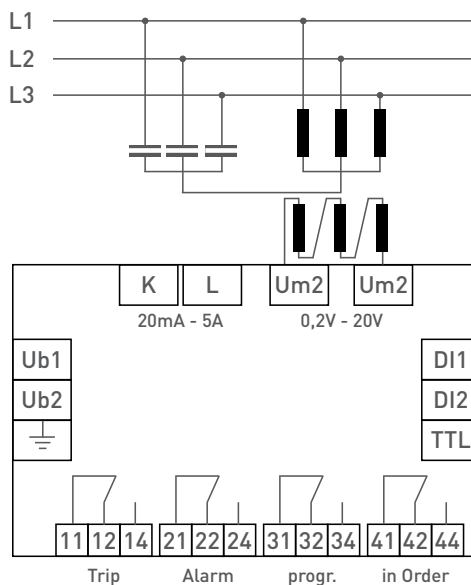 L1
L2
L3
K L Um2 Um2
20mA - 5A 0,2V - 20V
Ub1 DI1
Ub2 DI2
TTL
11 12 14 21 22 24 31 32 34 41 42 44
Trip Alarm progr. in Order